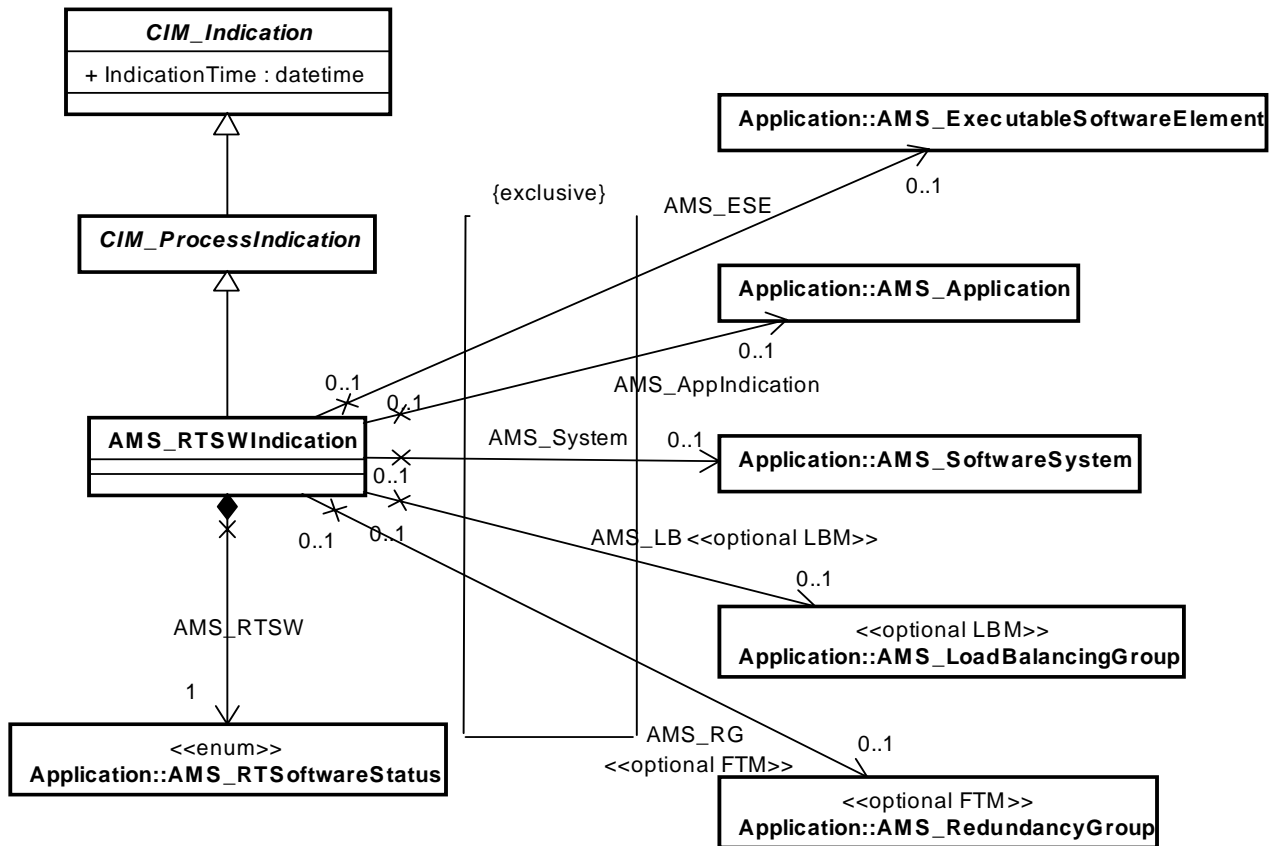 CIM_Indication
+ IndicationTime : datetime
Application::AMS_ExecutableSoftwareElement
0..1
{exclusive}
AMS_ESE
CIM_ProcessIndication
Application::AMS_Application
0..1
0..1
AMS_AppIndication
0..1
AMS_RTSWIndication
AMS_System
0..1
Application::AMS_SoftwareSystem
0..1
0..1
0..1
AMS_LB <<optional LBM>>
0..1
AMS_RTSW
<<optional LBM>>
Application::AMS_LoadBalancingGroup
1
AMS_RG
<<optional FTM>>
0..1
<<enum>>
Application::AMS_RTSoftwareStatus
<<optional FTM>>
Application::AMS_RedundancyGroup